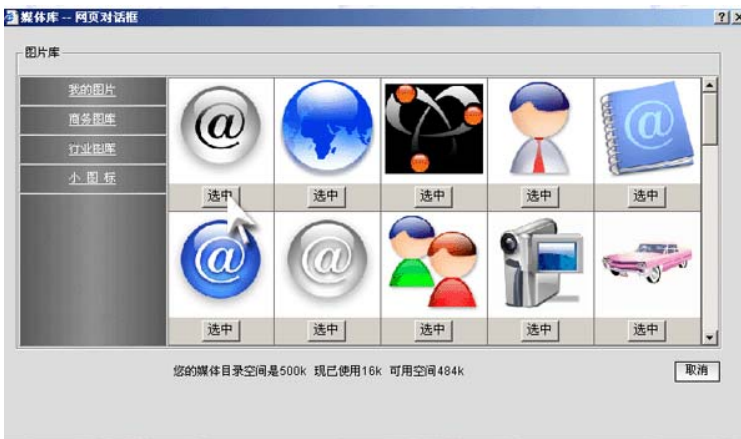 媒体库 -- 网页对话框
图片库
我的图片
商务图库
行业图库
小 图 标
@
@
选中 选中 选中 选中 选中
@
@
选中 选中 选中 选中 选中
您的媒体目录空间是500k 现已使用16k 可用空间484k
取消